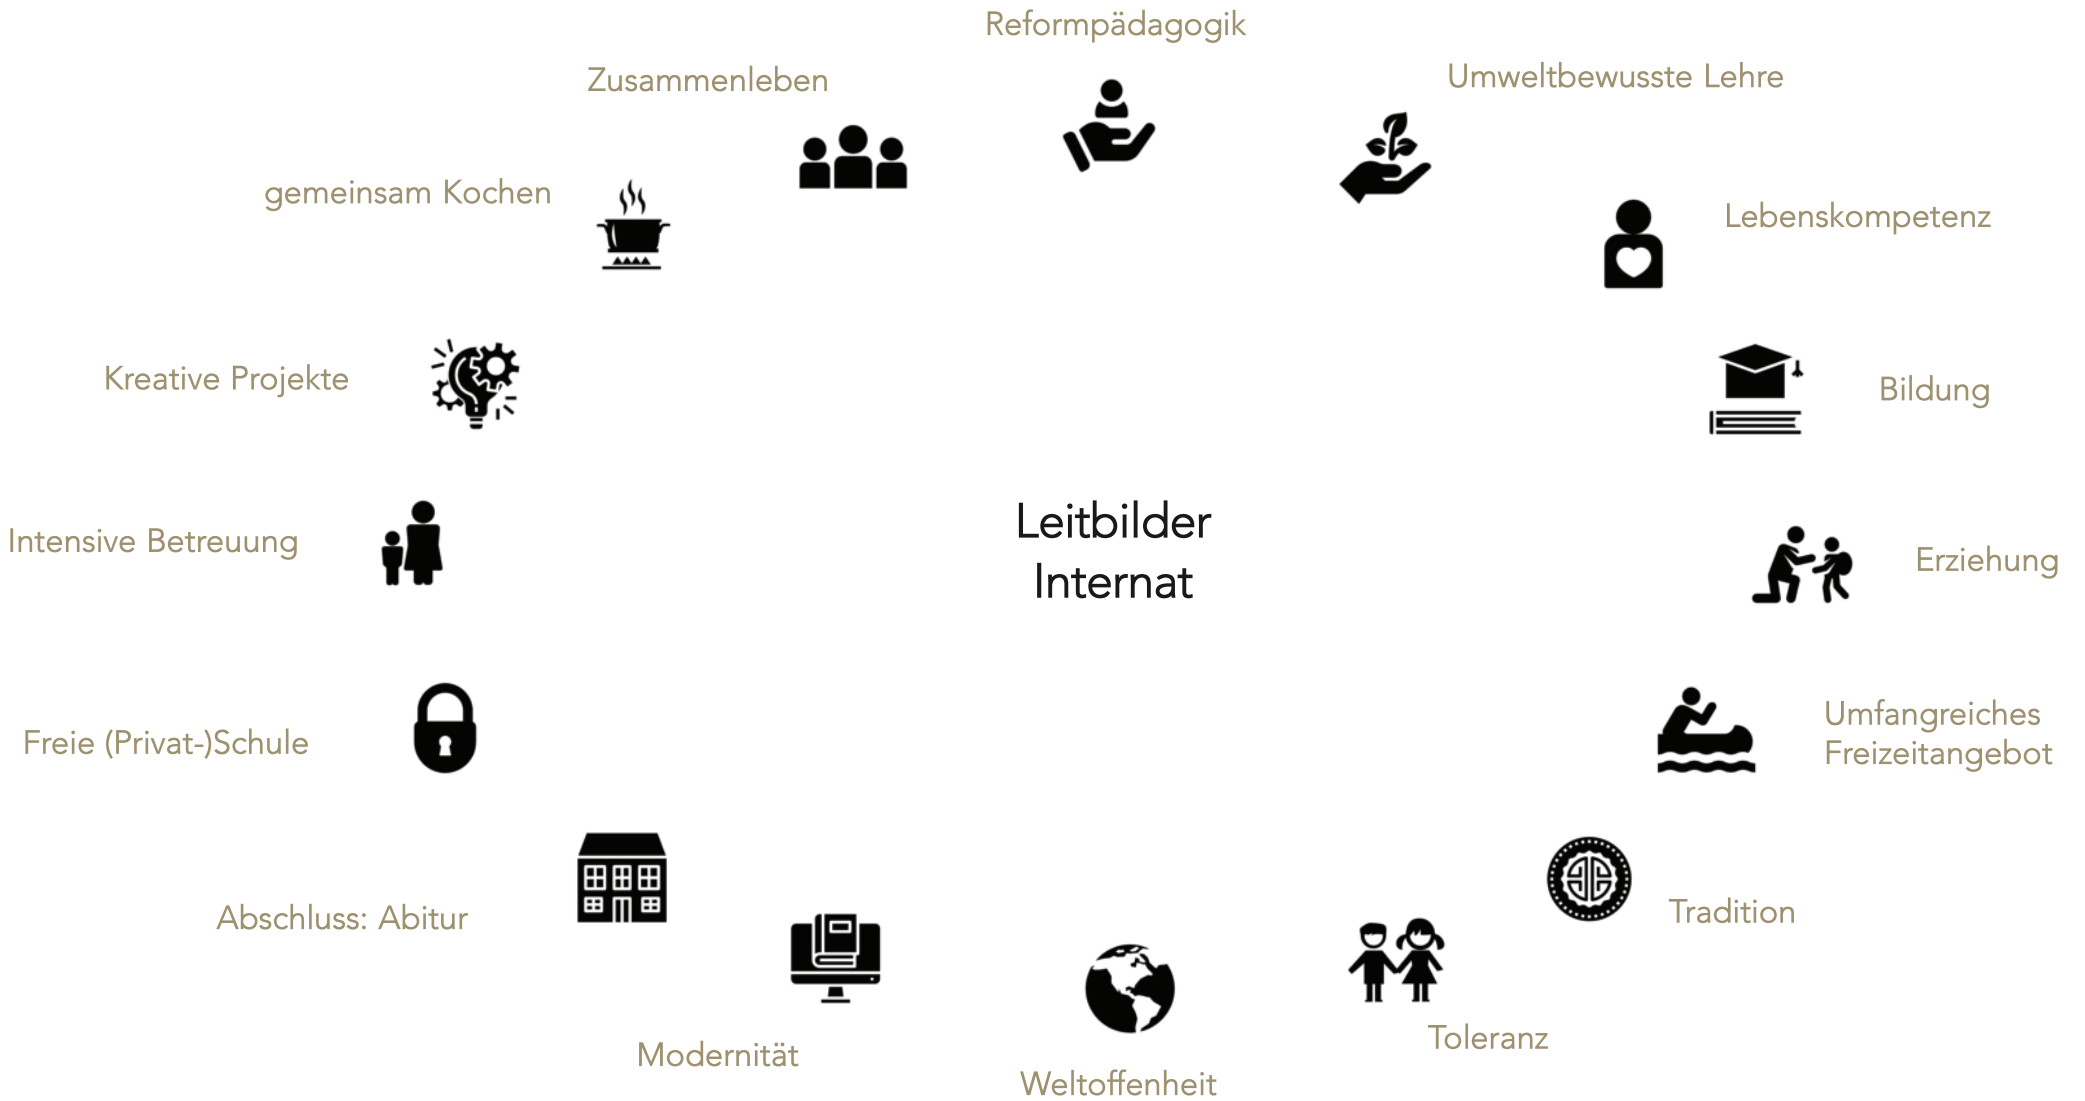 Reformpädagogik
Umweltbewusste Lehre
Zusammenleben
gemeinsam Kochen
Lebenskompetenz
Kreative Projekte
Bildung
Leitbilder
Internat
Intensive Betreuung
Erziehung
Umfangreiches
Freizeitangebot
Freie (Privat-)Schule
Tradition
Abschluss: Abitur
Toleranz
Modernität
Weltoffenheit